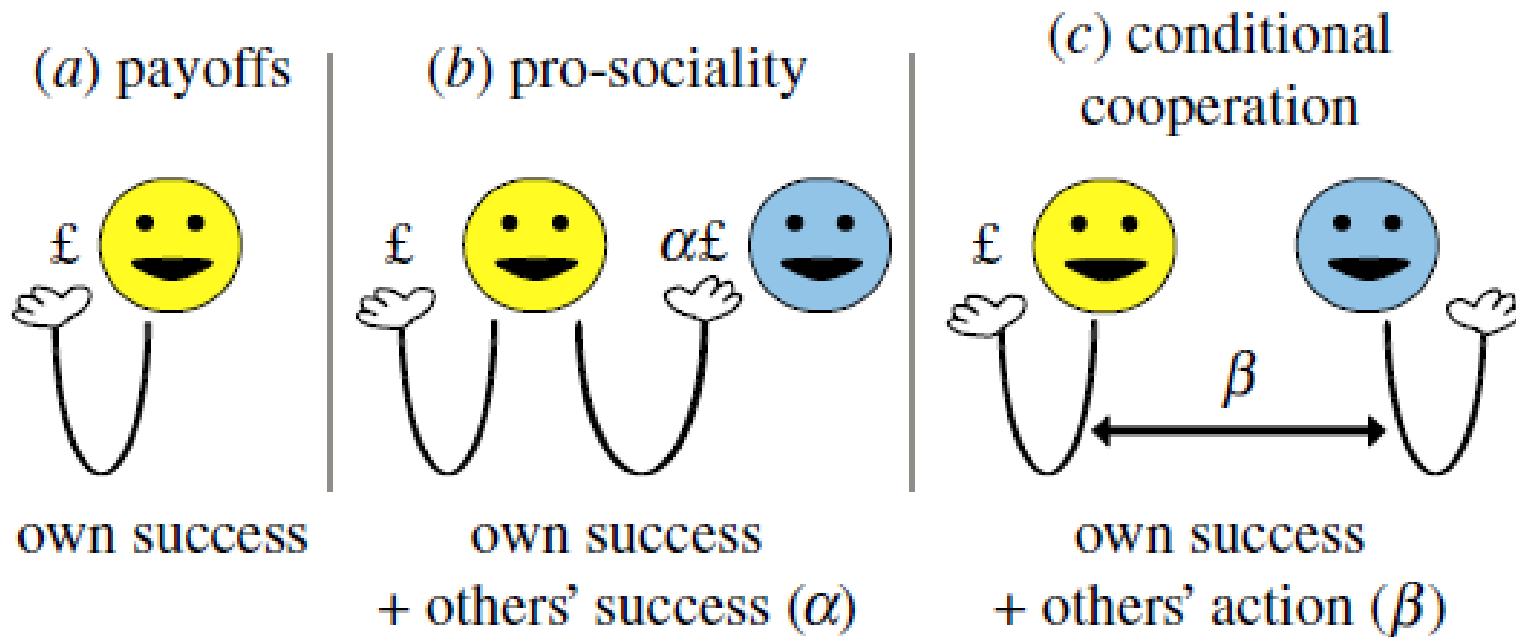 (a) payoffs
£
own success
(b) pro-sociality
£
α£
own success
+ others’ success (α)
(c) conditional
cooperation
£
β
own success
+ others’ action (β)